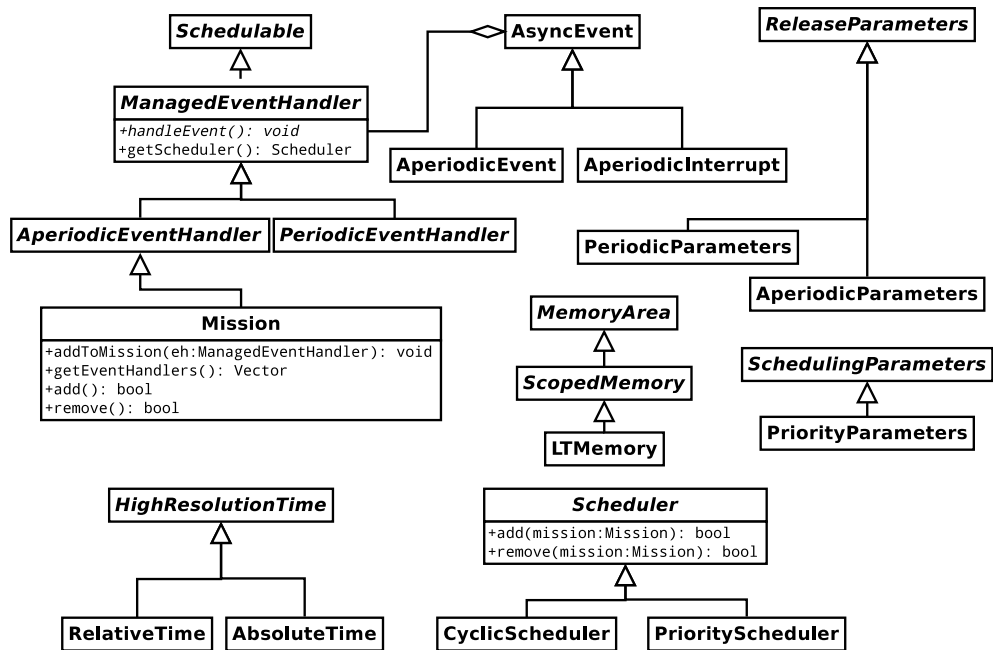 Schedulable
AsyncEvent
ReleaseParameters
ManagedEventHandler
+handleEvent(): void
+getScheduler(): Scheduler
AperiodicEvent
AperiodicInterrupt
AperiodicEventHandler
PeriodicEventHandler
PeriodicParameters
AperiodicParameters
Mission
+addToMission(eh:ManagedEventHandler): void
+getEventHandlers(): Vector
+add(): bool
+remove(): bool
MemoryArea
ScopedMemory
LTMemory
SchedulingParameters
PriorityParameters
HighResolutionTime
RelativeTime
AbsoluteTime
Scheduler
+add(mission:Mission): bool
+remove(mission:Mission): bool
CyclicScheduler
PriorityScheduler